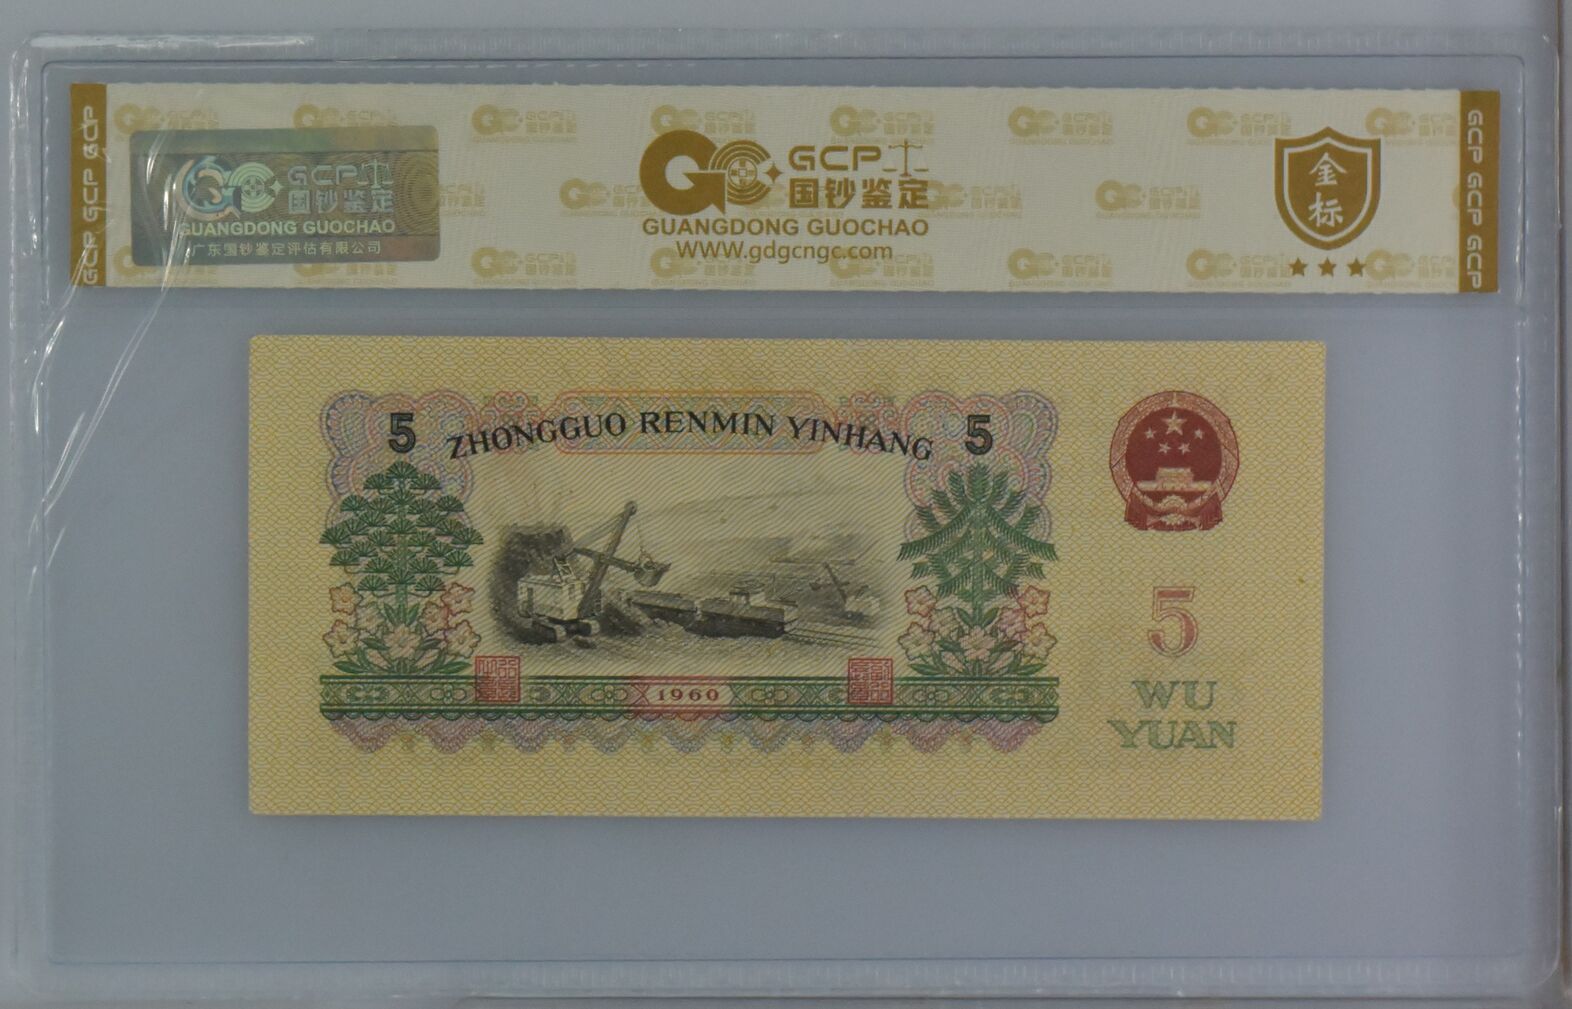 GCP GCP GCP
GCP
国钞鉴定
GUANGDONG GUOCHAO
广东国钞鉴定评估有限公司
GCP
国钞鉴定
GUANGDONG GUOCHAO
WWW.gdgcngc.com
金
标
GCP GCP GCP
5
ZHONGGUO RENMIN YINHANG
5
1960
5
WU
YUAN